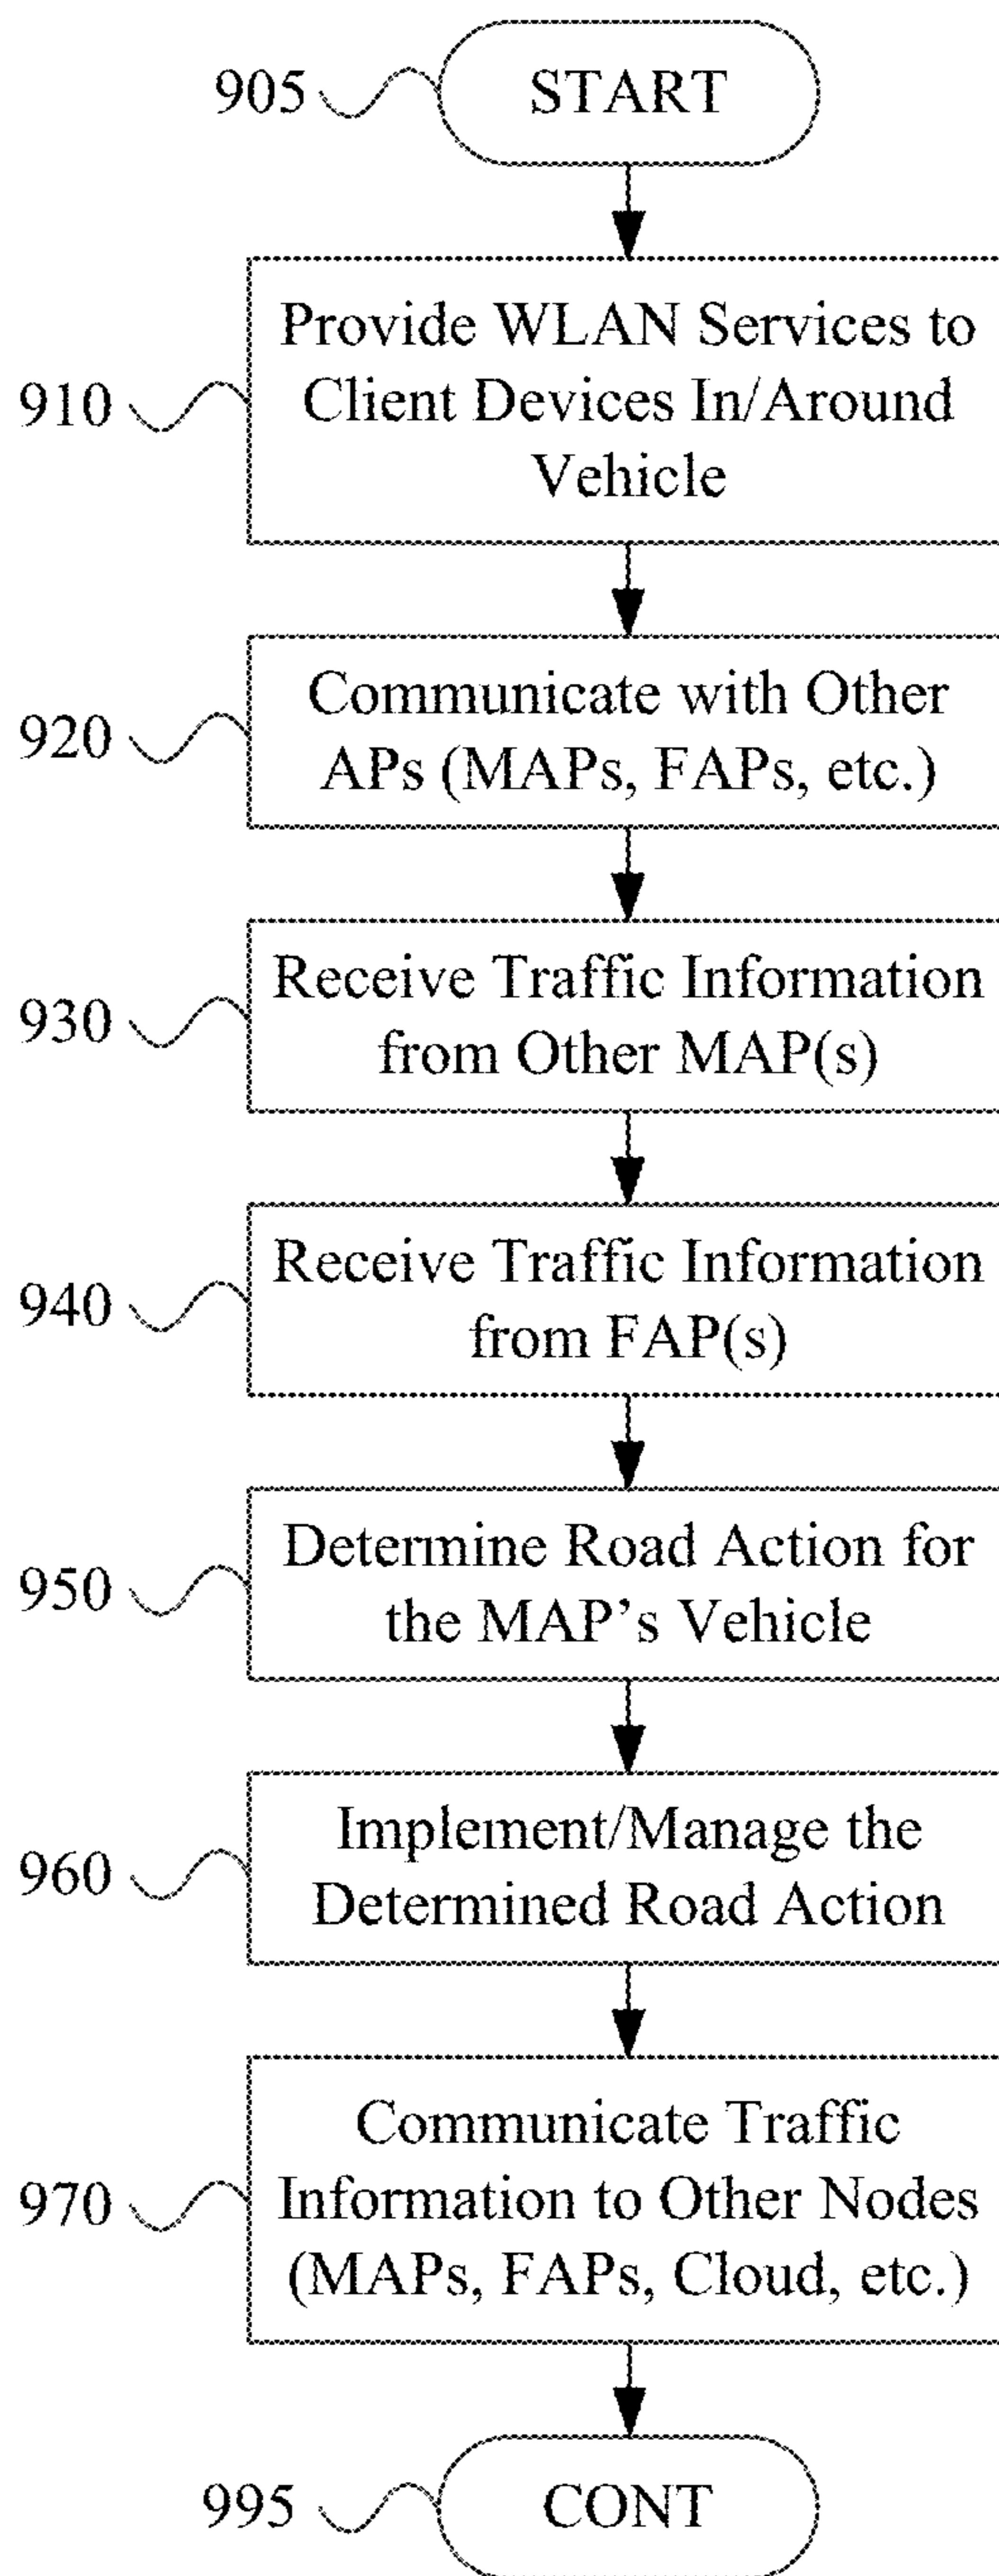 905 START
Provide WLAN Services to
910 Client Devices In/Around
Vehicle
Communicate with Other
920
APs (MAPs, FAPs, etc.)
Receive Traffic Information
930
from Other MAP(s)
Receive Traffic Information
940
from FAP(s)
Determine Road Action for
950
the MAP's Vehicle
Implement/Manage the
960
Determined Road Action
Communicate Traffic
970 Information to Other Nodes
(MAPs, FAPs, Cloud, etc.)
995 CONT